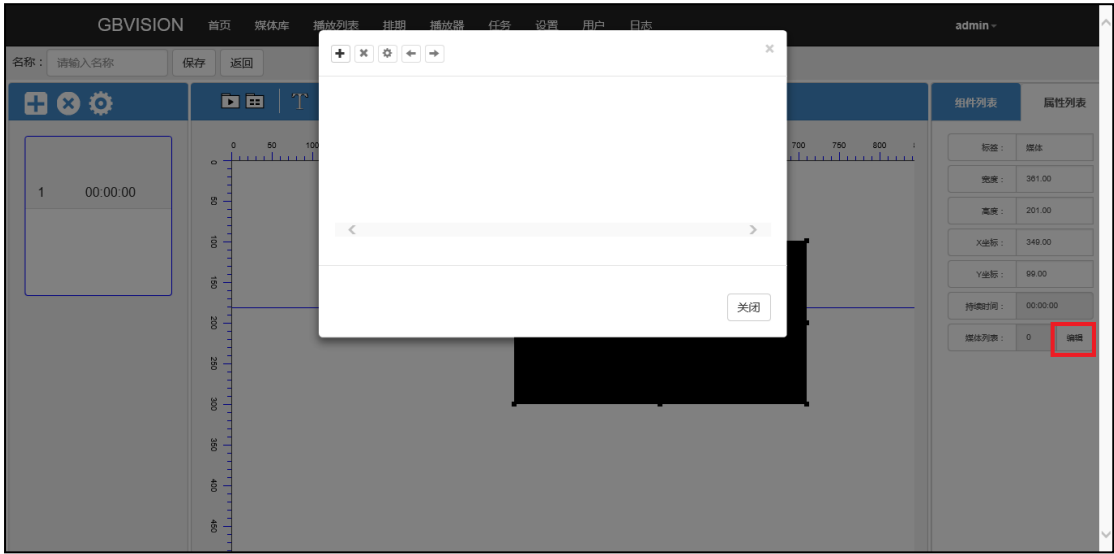 GBVISION 首页 媒体库 播放列表 排期 播放器 任务 设置 用户 日志 admin
名称： 请输入名称 保存 返回
组件列表 属性列表
0 50 100 700 750 800
0 50 100 150 200 250 300 350 400 450
1 00:00:00
关闭
标签： 媒体
宽度： 361.00
高度： 201.00
X坐标： 349.00
Y坐标： 99.00
持续时间： 00:00:00
媒体列表： 0 编辑